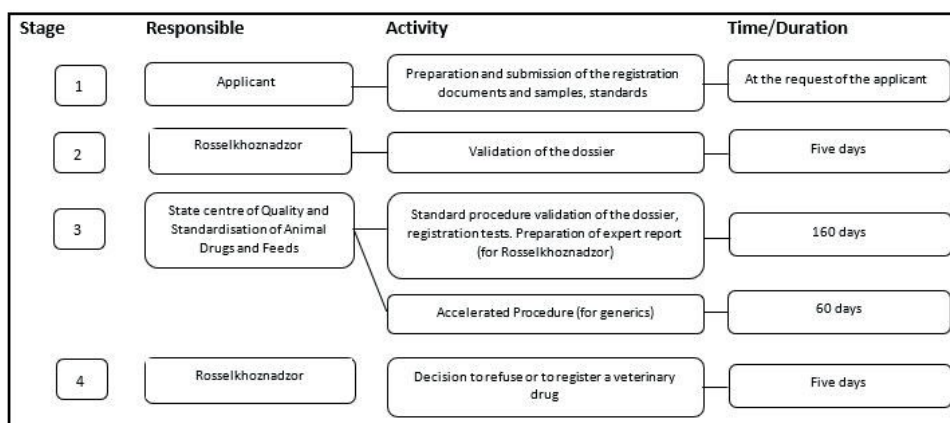 Stage Responsible Activity Time/Duration
1
Applicant
Preparation and submission of the registration
documents and samples, standards
At the request of the applicant
2
Rosselkhoznadzor
Validation of the dossier
Five days
3
State centre of Quality and
Standardisation of Animal
Drugs and Feeds
Standard procedure validation of the dossier,
registration tests. Preparation of expert report
(for Rosselkhoznadzor)
160 days
Accelerated Procedure (for generics)
60 days
4
Rosselkhoznadzor
Decision to refuse or to register a veterinary
drug
Five days